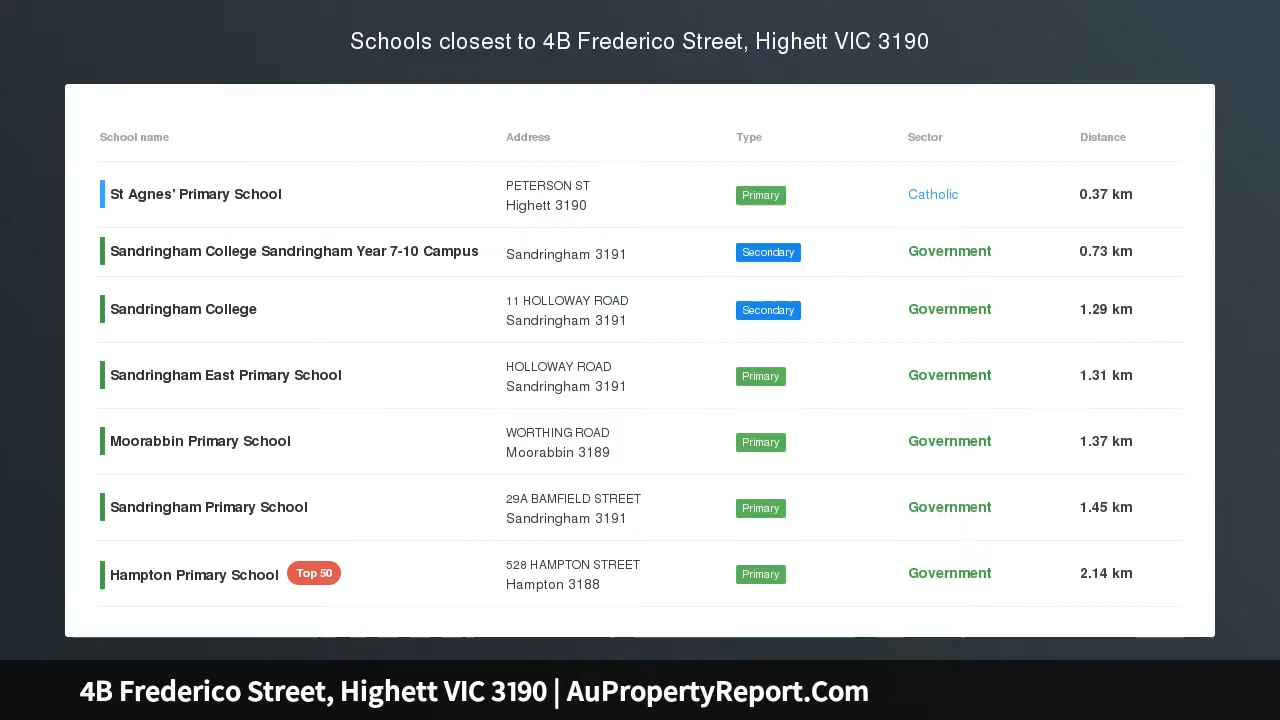 Schools closest to 4B Frederico Street, Highett VIC 3190
School name Address Type Sector Distance
St Agnes' Primary School PETERSON ST Highett 3190 Primary Catholic 0.37 km
Sandringham College Sandringham Year 7-10 Campus Sandringham 3191 Secondary Government 0.73 km
Sandringham College 11 HOLLOWAY ROAD Sandringham 3191 Secondary Government 1.29 km
Sandringham East Primary School HOLLOWAY ROAD Sandringham 3191 Primary Government 1.31 km
Moorabbin Primary School WORTHING ROAD Moorabbin 3189 Primary Government 1.37 km
Sandringham Primary School 29A BAMFIELD STREET Sandringham 3191 Primary Government 1.45 km
Hampton Primary School Top 50 528 HAMPTON STREET Hampton 3188 Primary Government 2.14 km
4B Frederico Street, Highett VIC 3190 | AuPropertyReport.Com